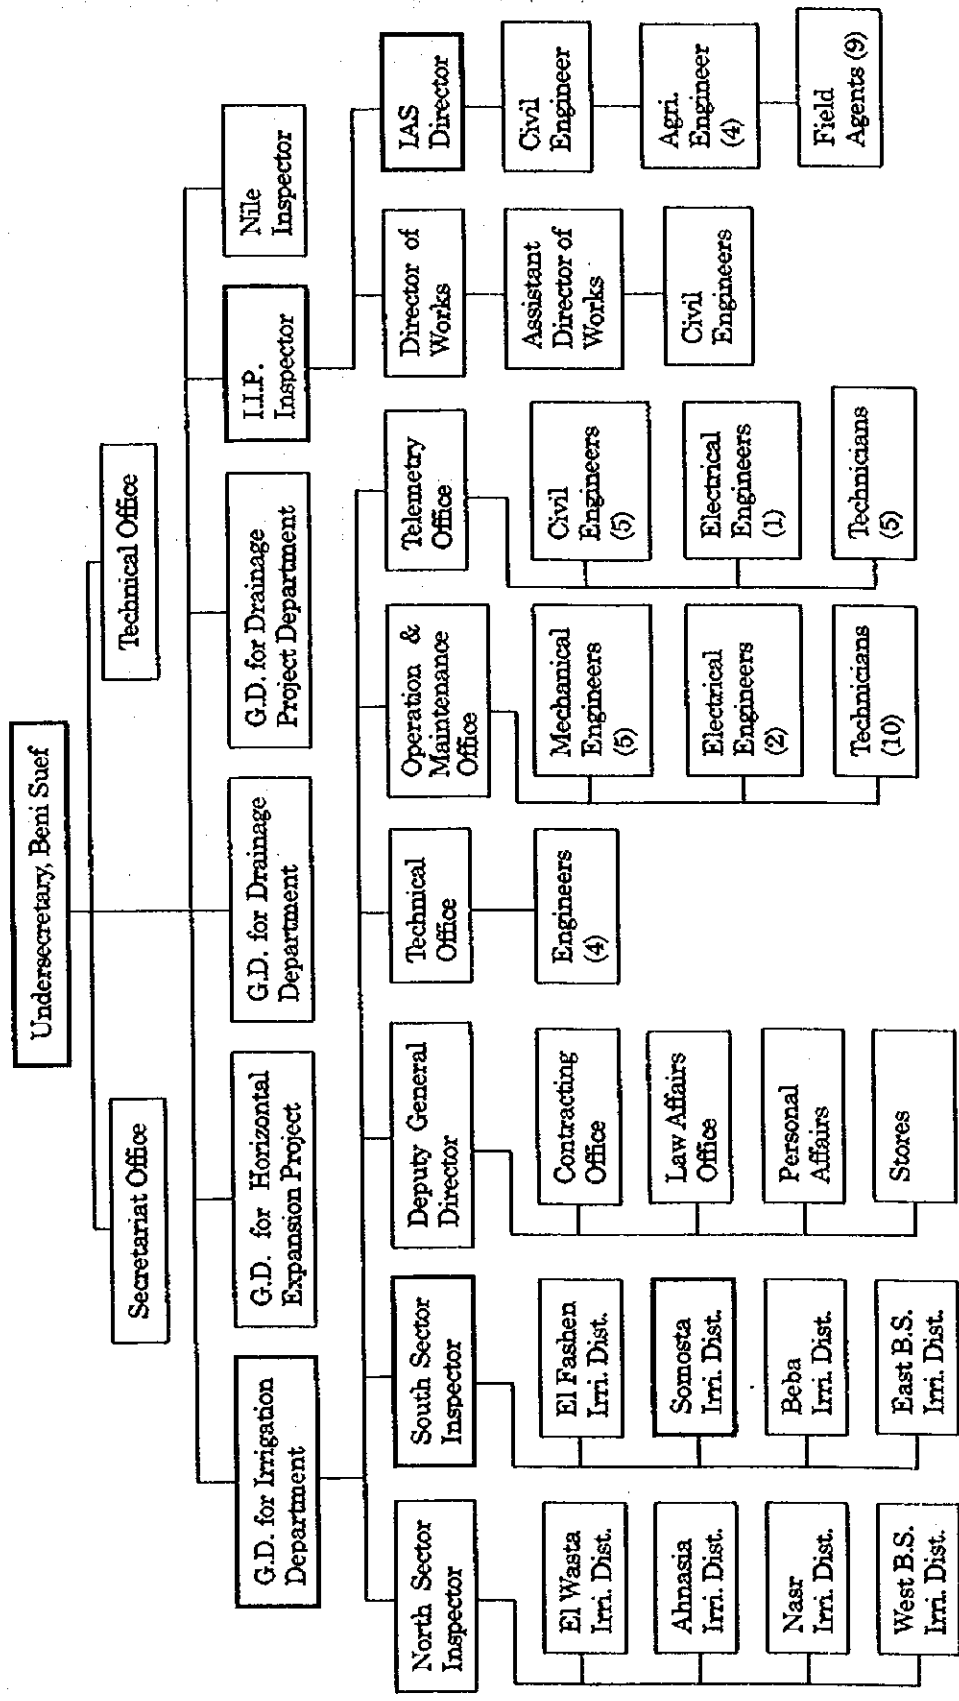 Undersecretary, Beni Suef
Secretariat Office
Technical Office
G.D. for Irrigation
Department
G.D. for Horizontal
Expansion Project
G.D. for Drainage
Department
G.D. for Drainage
Project Department
I.I.P.
Inspector
Nile
Inspector
North Sector
Inspector
South Sector
Inspector
Deputy General
Director
Technical
Office
Operation &
Maintenance
Office
Telemetry
Office
Director of
Works
IAS
Director
El Wasta
Irri. Dist.
Ahnasia
Irri. Dist.
Nasr
Irri. Dist.
West B.S.
Irri. Dist.
El Fashen
Irri. Dist.
Somosta
Irri. Dist.
Beba
Irri. Dist.
East B.S.
Irri. Dist.
Contracting
Office
Law Affairs
Office
Personal
Affairs
Stores
Engineers
(4)
Mechanical
Engineers
(5)
Electrical
Engineers
(2)
Technicians
(10)
Civil
Engineers
(5)
Electrical
Engineers
(1)
Technicians
(5)
Assistant
Director of
Works
Civil
Engineers
Civil
Engineer
Agri.
Engineer
(4)
Field
Agents (9)